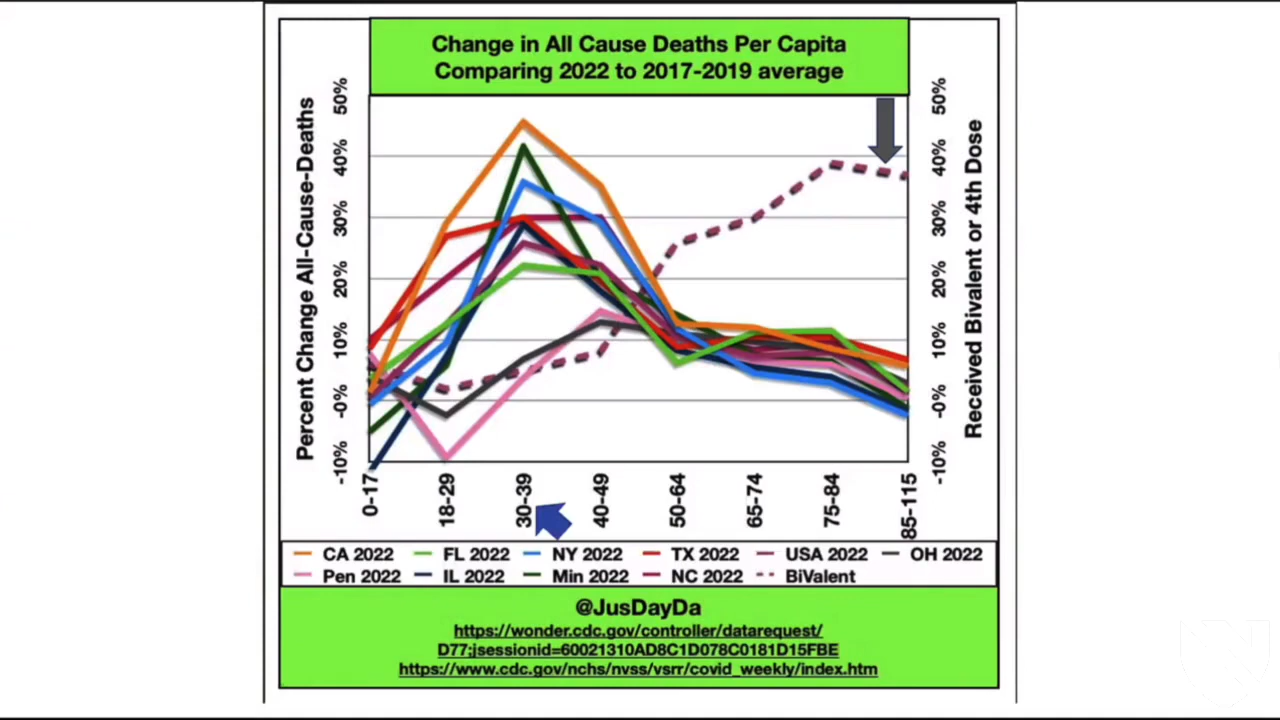 Change in All Cause Deaths Per Capita
Comparing 2022 to 2017-2019 average
Percent Change All-Cause-Deaths
50%
40%
30%
20%
10%
-0%
-10%
50%
40%
30%
20%
10%
-0%
-10%
Received Bivalent or 4th Dose
0-17
18-29
30-39
40-49
50-64
65-74
75-84
85-115
CA 2022 FL 2022 NY 2022 TX 2022 USA 2022 OH 2022
Pen 2022 IL 2022 Min 2022 NC 2022 BiValent
@JusDayDa
https://wonder.cdc.gov/controller/datarequest/
D77;jsessionid=60021310AD8C1D078C0181D15FBE
https://www.cdc.gov/nchs/nvss/vsrr/covid_weekly/index.htm